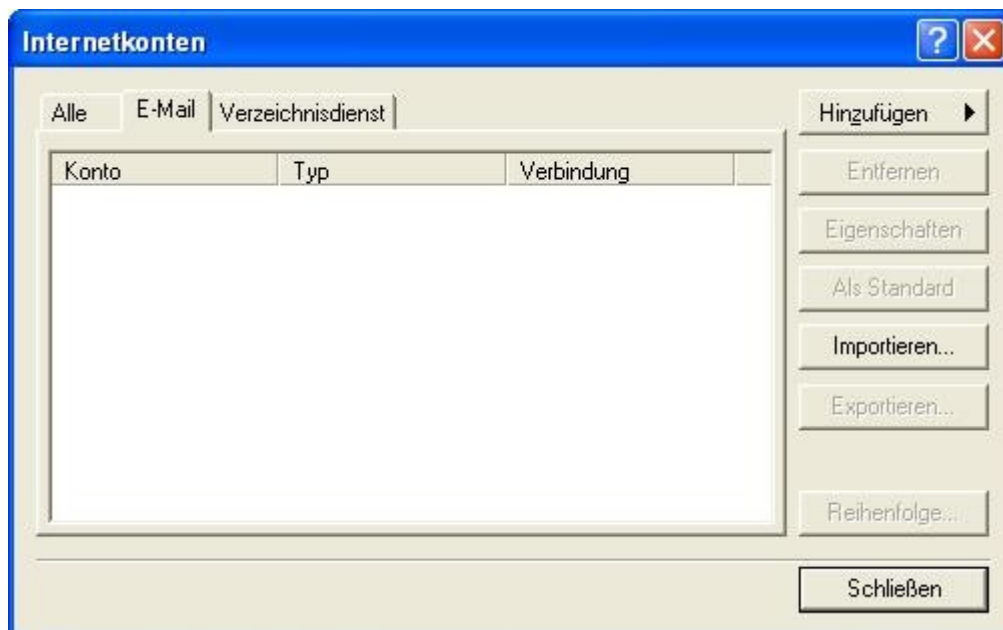 Internetkonten
Alle E-Mail Verzeichnisdienst
Konto Typ Verbindung
Hinzufügen
Entfernen
Eigenschaften
Als Standard
Importieren...
Exportieren...
Reihenfolge...
Schließen